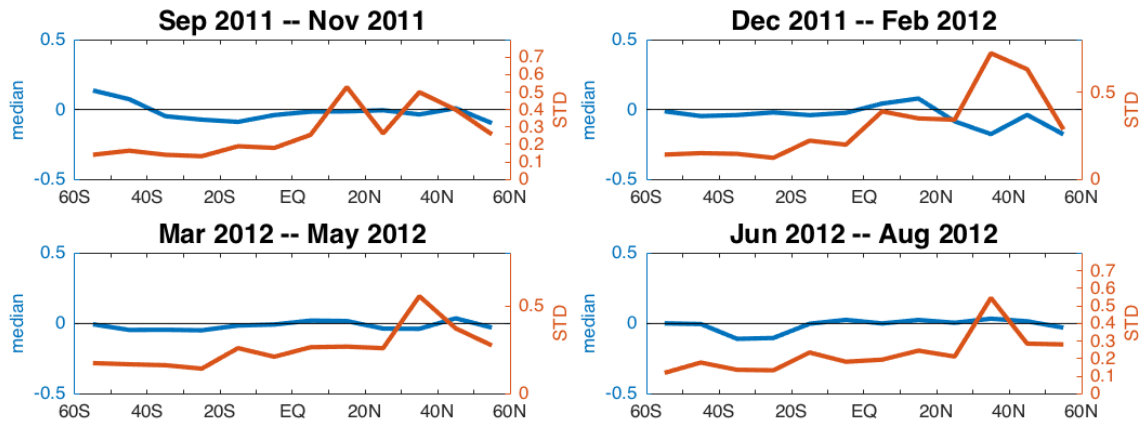 Sep 2011 -- Nov 2011
0.5
0
-0.5
median
0.7
0.6
0.5
0.4
0.3
0.2
0.1
0
STD
60S 40S 20S EQ 20N 40N 60N
Dec 2011 -- Feb 2012
0.5
0
-0.5
median
0.5
0
STD
60S 40S 20S EQ 20N 40N 60N
Mar 2012 -- May 2012
0.5
0
-0.5
median
0.5
0
STD
60S 40S 20S EQ 20N 40N 60N
Jun 2012 -- Aug 2012
0.5
0
-0.5
median
0.7
0.6
0.5
0.4
0.3
0.2
0.1
0
STD
60S 40S 20S EQ 20N 40N 60N